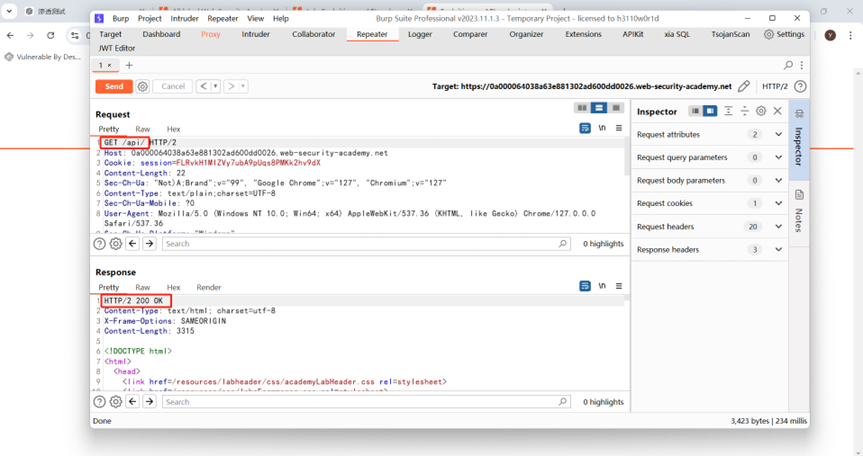 渗透测试
Vulnerable By Des...
Burp Project Intruder Repeater View Help
Burp Suite Professional v2023.11.1.3 - Temporary Project - licensed to h3110w0r1d
Target Dashboard Proxy Intruder Collaborator Repeater Logger Comparer Organizer Extensions APIKit xia SQL TsojanScan Settings
JWT Editor
1 × +
Send Cancel < > Target: https://0a000064038a63e881302ad600dd0026.web-security-academy.net HTTP/2
Request
Pretty Raw Hex
1 GET /api/ HTTP/2
2 Host: 0a000064038a63e881302ad600dd0026.web-security-academy.net
3 Cookie: session=FLRvkH1MIZVy7ubA9pUqs8PMKk2hv9dX
4 Content-Length: 22
5 Sec-Ch-Ua: "Not)A;Brand";v="99", "Google Chrome";v="127", "Chromium";v="127"
6 Content-Type: text/plain;charset=UTF-8
7 Sec-Ch-Ua-Mobile: ?0
8 User-Agent: Mozilla/5.0 (Windows NT 10.0; Win64; x64) AppleWebKit/537.36 (KHTML, like Gecko) Chrome/127.0.0.0
Safari/537.36
Search 0 highlights
Response
Pretty Raw Hex Render
1 HTTP/2 200 OK
2 Content-Type: text/html; charset=utf-8
3 X-Frame-Options: SAMEORIGIN
4 Content-Length: 3315
5
6 <!DOCTYPE html>
7 <html>
8 <head>
9 <link href=/resources/labheader/css/academyLabHeader.css rel=stylesheet>
Search 0 highlights
Done 3,423 bytes | 234 millis
Inspector
Request attributes 2
Request query parameters 0
Request body parameters 0
Request cookies 1
Request headers 20
Response headers 3
Inspector
Notes